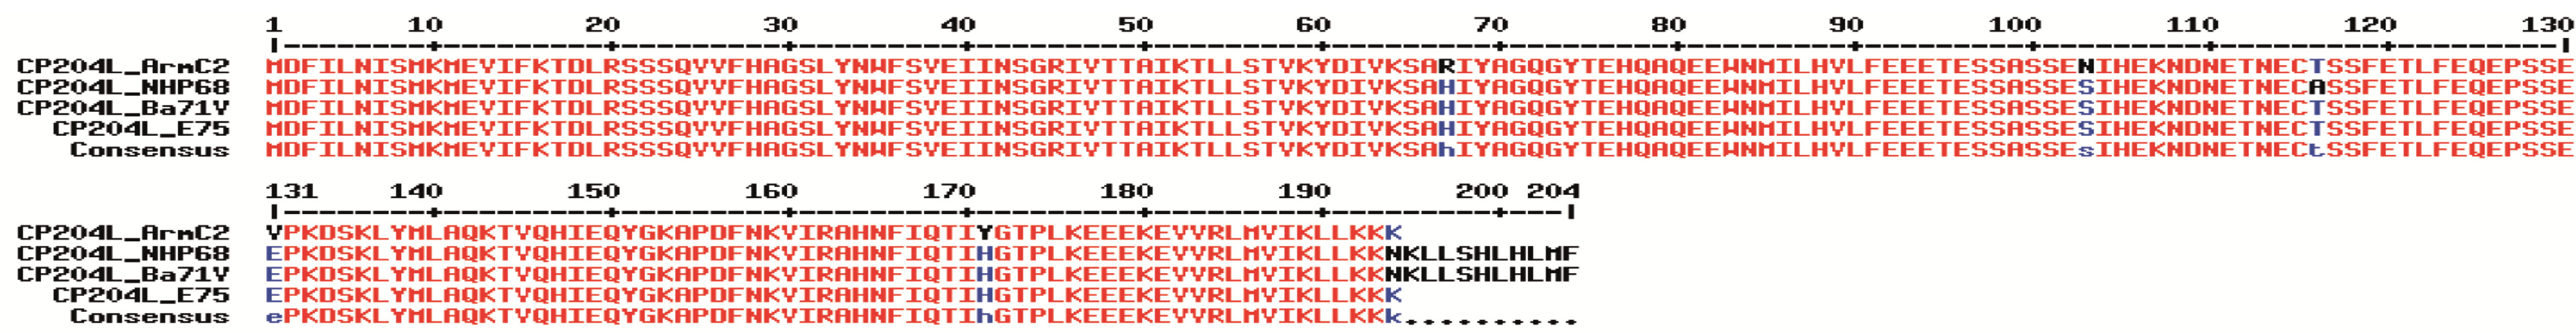 1 10 20 30 40 50 60 70 80 90 100 110 120 130
CP204L_ArmC2 MDFILNISMKMEVIFKTDLRSSSQVVFHAGSLYNWFSVEIINSGRIVTTAIKTLLSTVKYDIVKSARIYAGQGYTEHQAQEEWNMILHVLFEEETESSASSENIHEKNDNETNECTSSFETLFEQEPSSE
CP204L_NHP68 MDFILNISMKMEVIFKTDLRSSSQVVFHAGSLYNWFSVEIINSGRIVTTAIKTLLSTVKYDIVKSAHIYAGQGYTEHQAQEEWNMILHVLFEEETESSASSESIHEKNDNETNECASSFETLFEQEPSSE
CP204L_Ba71V MDFILNISMKMEVIFKTDLRSSSQVVFHAGSLYNWFSVEIINSGRIVTTAIKTLLSTVKYDIVKSAHIYAGQGYTEHQAQEEWNMILHVLFEEETESSASSESIHEKNDNETNECTSSFETLFEQEPSSE
CP204L_E75 MDFILNISMKMEVIFKTDLRSSSQVVFHAGSLYNWFSVEIINSGRIVTTAIKTLLSTVKYDIVKSAHIYAGQGYTEHQAQEEWNMILHVLFEEETESSASSESIHEKNDNETNECTSSFETLFEQEPSSE
Consensus MDFILNISMKMEVIFKTDLRSSSQVVFHAGSLYNWFSVEIINSGRIVTTAIKTLLSTVKYDIVKSAhIYAGQGYTEHQAQEEWNMILHVLFEEETESSASSEsIHEKNDNETNECtSSFETLFEQEPSSE
131 140 150 160 170 180 190 200 204
CP204L_ArmC2 VPKDSKLYMLAQKTVQHIEQYGKAPDFNKVIRAHNFIQTIYGTPLKEEEKEVVRLMVIKLLKKK
CP204L_NHP68 EPKDSKLYMLAQKTVQHIEQYGKAPDFNKVIRAHNFIQTIHGTPLKEEEKEVVRLMVIKLLKKNKLLSHLHLMF
CP204L_Ba71V EPKDSKLYMLAQKTVQHIEQYGKAPDFNKVIRAHNFIQTIHGTPLKEEEKEVVRLMVIKLLKKNKLLSHLHLMF
CP204L_E75 EPKDSKLYMLAQKTVQHIEQYGKAPDFNKVIRAHNFIQTIHGTPLKEEEKEVVRLMVIKLLKKK
Consensus ePKDSKLYMLAQKTVQHIEQYGKAPDFNKVIRAHNFIQTIhGTPLKEEEKEVVRLMVIKLLKKk..........